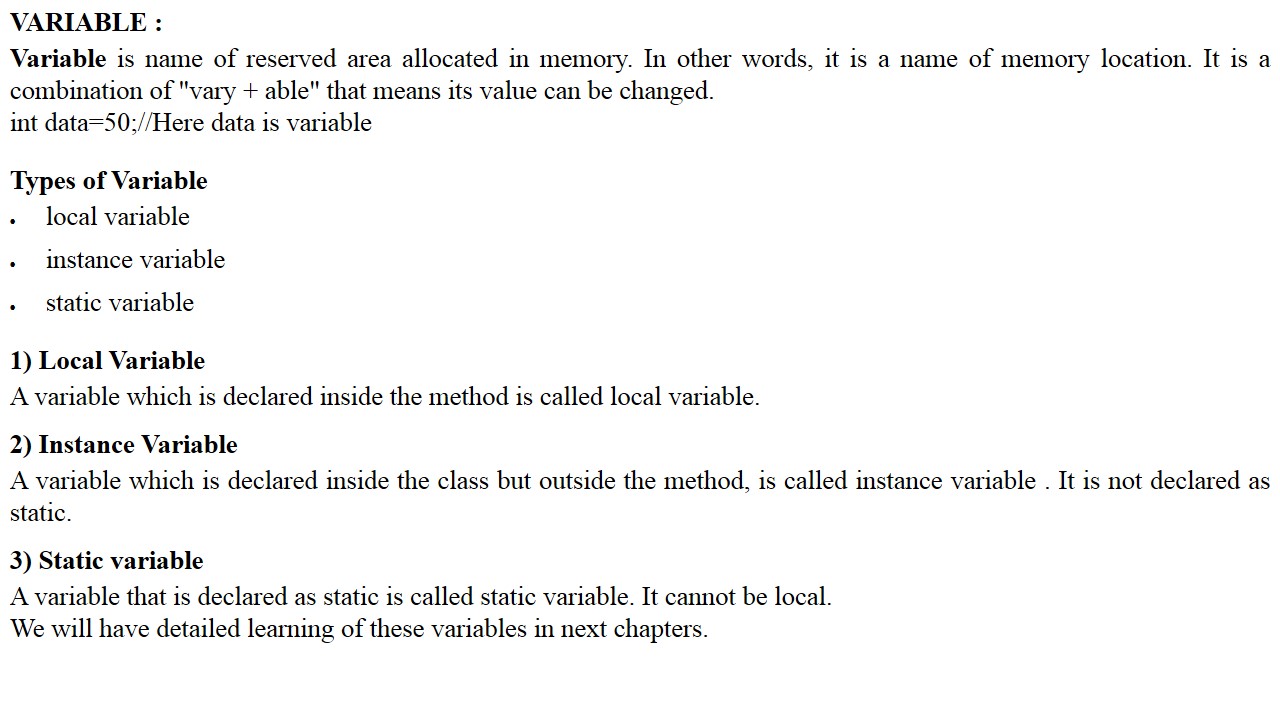 VARIABLE :
Variable is name of reserved area allocated in memory. In other words, it is a name of memory location. It is a
combination of "vary + able" that means its value can be changed.
int data=50;//Here data is variable
Types of Variable
• local variable
• instance variable
• static variable
1) Local Variable
A variable which is declared inside the method is called local variable.
2) Instance Variable
A variable which is declared inside the class but outside the method, is called instance variable . It is not declared as
static.
3) Static variable
A variable that is declared as static is called static variable. It cannot be local.
We will have detailed learning of these variables in next chapters.